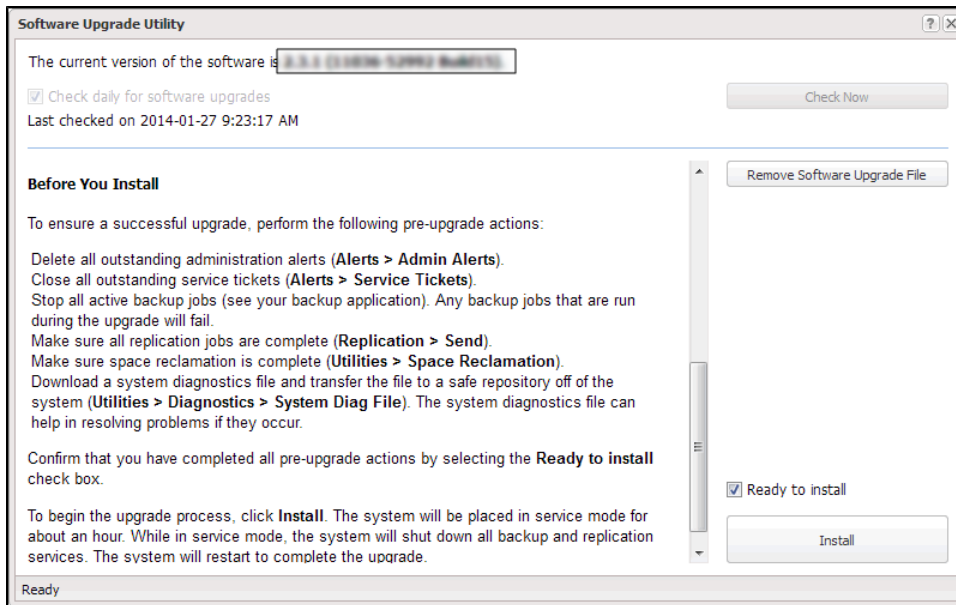 Software Upgrade Utility
The current version of the software is
Check daily for software upgrades
Check Now
Last checked on 2014-01-27 9:23:17 AM
Before You Install
Remove Software Upgrade File
To ensure a successful upgrade, perform the following pre-upgrade actions:
Delete all outstanding administration alerts (Alerts > Admin Alerts).
Close all outstanding service tickets (Alerts > Service Tickets).
Stop all active backup jobs (see your backup application). Any backup jobs that are run
during the upgrade will fail.
Make sure all replication jobs are complete (Replication > Send).
Make sure space reclamation is complete (Utilities > Space Reclamation).
Download a system diagnostics file and transfer the file to a safe repository off of the
system (Utilities > Diagnostics > System Diag File). The system diagnostics file can
help in resolving problems if they occur.
Confirm that you have completed all pre-upgrade actions by selecting the Ready to install
check box.
Ready to install
To begin the upgrade process, click Install. The system will be placed in service mode for
about an hour. While in service mode, the system will shut down all backup and replication
services. The system will restart to complete the upgrade.
Install
Ready